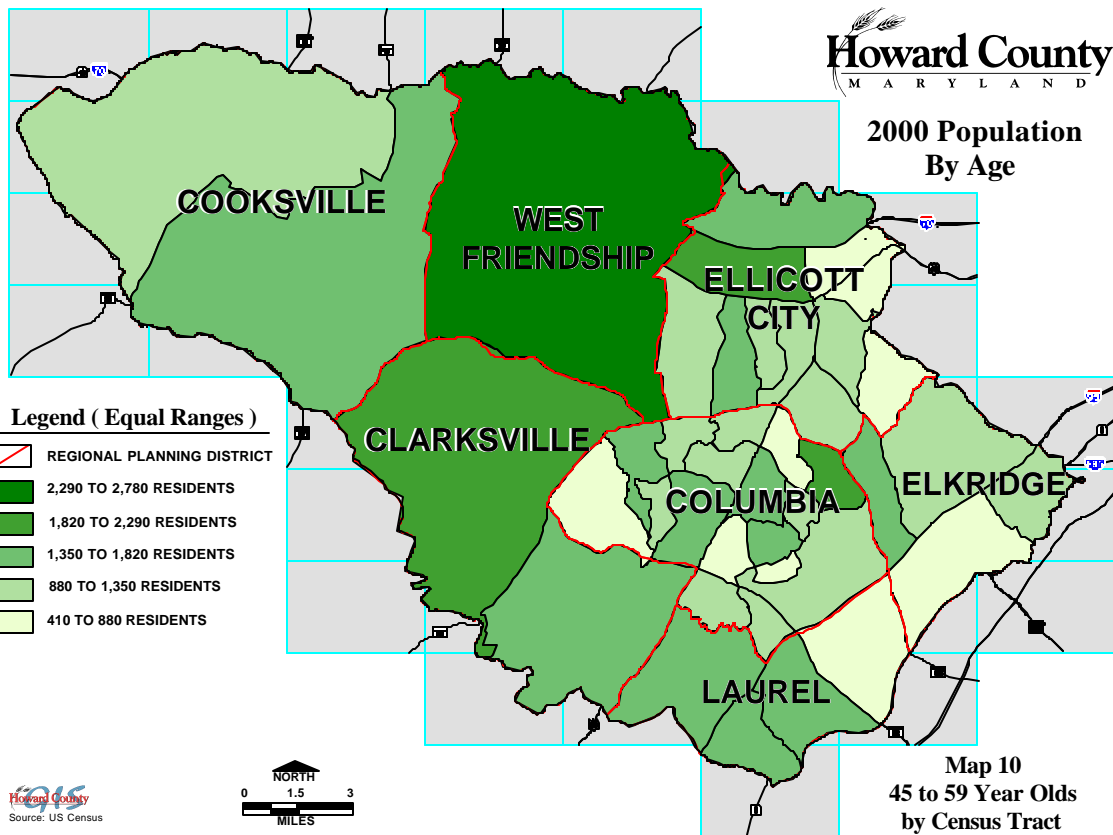 Howard County
MARYLAND
2000 Population
By Age
COOKSVILLE
WEST
FRIENDSHIP
ELLICOTT
CITY
CLARKSVILLE
COLUMBIA
ELKRIDGE
LAUREL
Legend ( Equal Ranges )
REGIONAL PLANNING DISTRICT
2,290 TO 2,780 RESIDENTS
1,820 TO 2,290 RESIDENTS
1,350 TO 1,820 RESIDENTS
880 TO 1,350 RESIDENTS
410 TO 880 RESIDENTS
NORTH
0 1.5 3
MILES
Howard County
GIS
Source: US Census
Map 10
45 to 59 Year Olds
by Census Tract
70